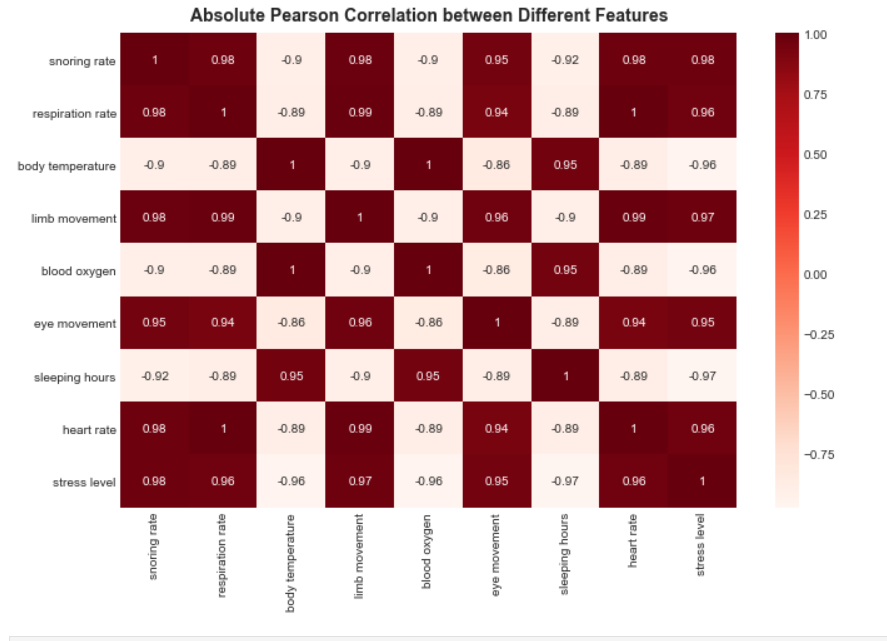 Absolute Pearson Correlation between Different Features
snoring rate 1 0.98 -0.9 0.98 -0.9 0.95 -0.92 0.98 0.98
respiration rate 0.98 1 -0.89 0.99 -0.89 0.94 -0.89 1 0.96
body temperature -0.9 -0.89 1 -0.9 1 -0.86 0.95 -0.89 -0.96
limb movement 0.98 0.99 -0.9 1 -0.9 0.96 -0.9 0.99 0.97
blood oxygen -0.9 -0.89 1 -0.9 1 -0.86 0.95 -0.89 -0.96
eye movement 0.95 0.94 -0.86 0.96 -0.86 1 -0.89 0.94 0.95
sleeping hours -0.92 -0.89 0.95 -0.9 0.95 -0.89 1 -0.89 -0.97
heart rate 0.98 1 -0.89 0.99 -0.89 0.94 -0.89 1 0.96
stress level 0.98 0.96 -0.96 0.97 -0.96 0.95 -0.97 0.96 1
snoring rate
respiration rate
body temperature
limb movement
blood oxygen
eye movement
sleeping hours
heart rate
stress level
1.00
0.75
0.50
0.25
0.00
-0.25
-0.50
-0.75